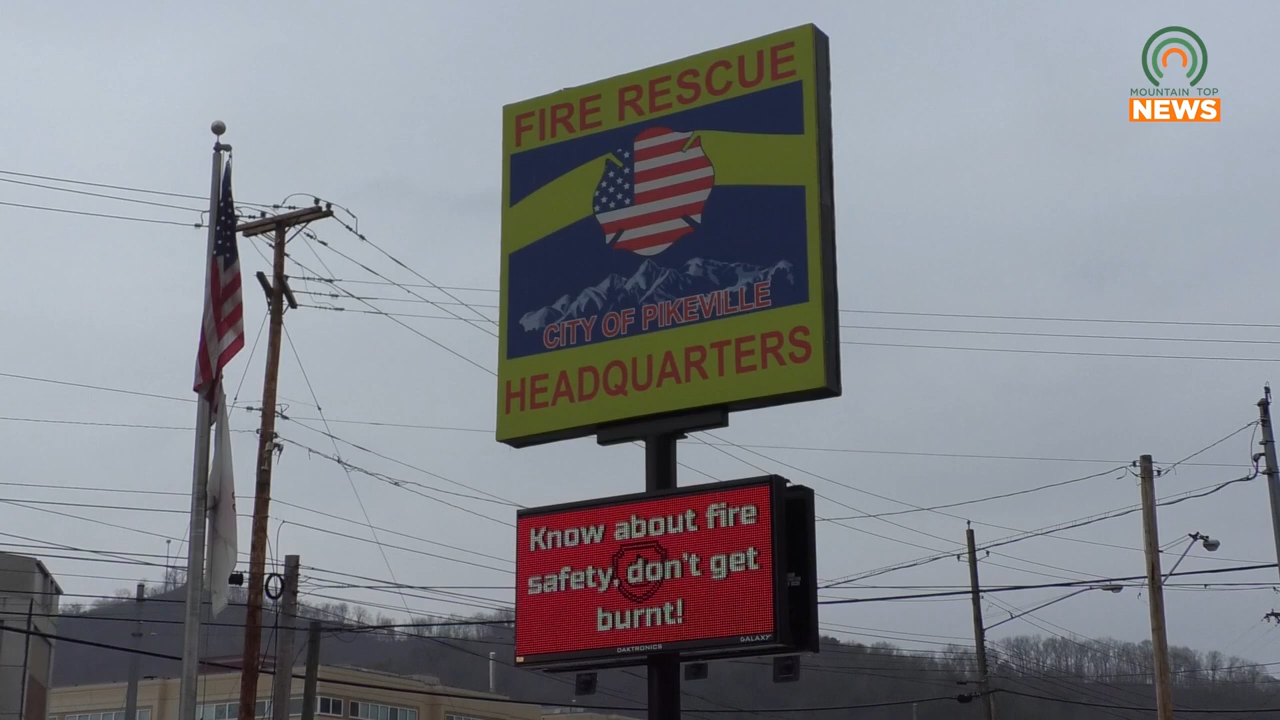 MOUNTAIN TOP
NEWS
FIRE RESCUE
CITY OF PIKEVILLE
HEADQUARTERS
Know about fire
safety, don't get
burnt!
DAKTRONICS
GALAXY